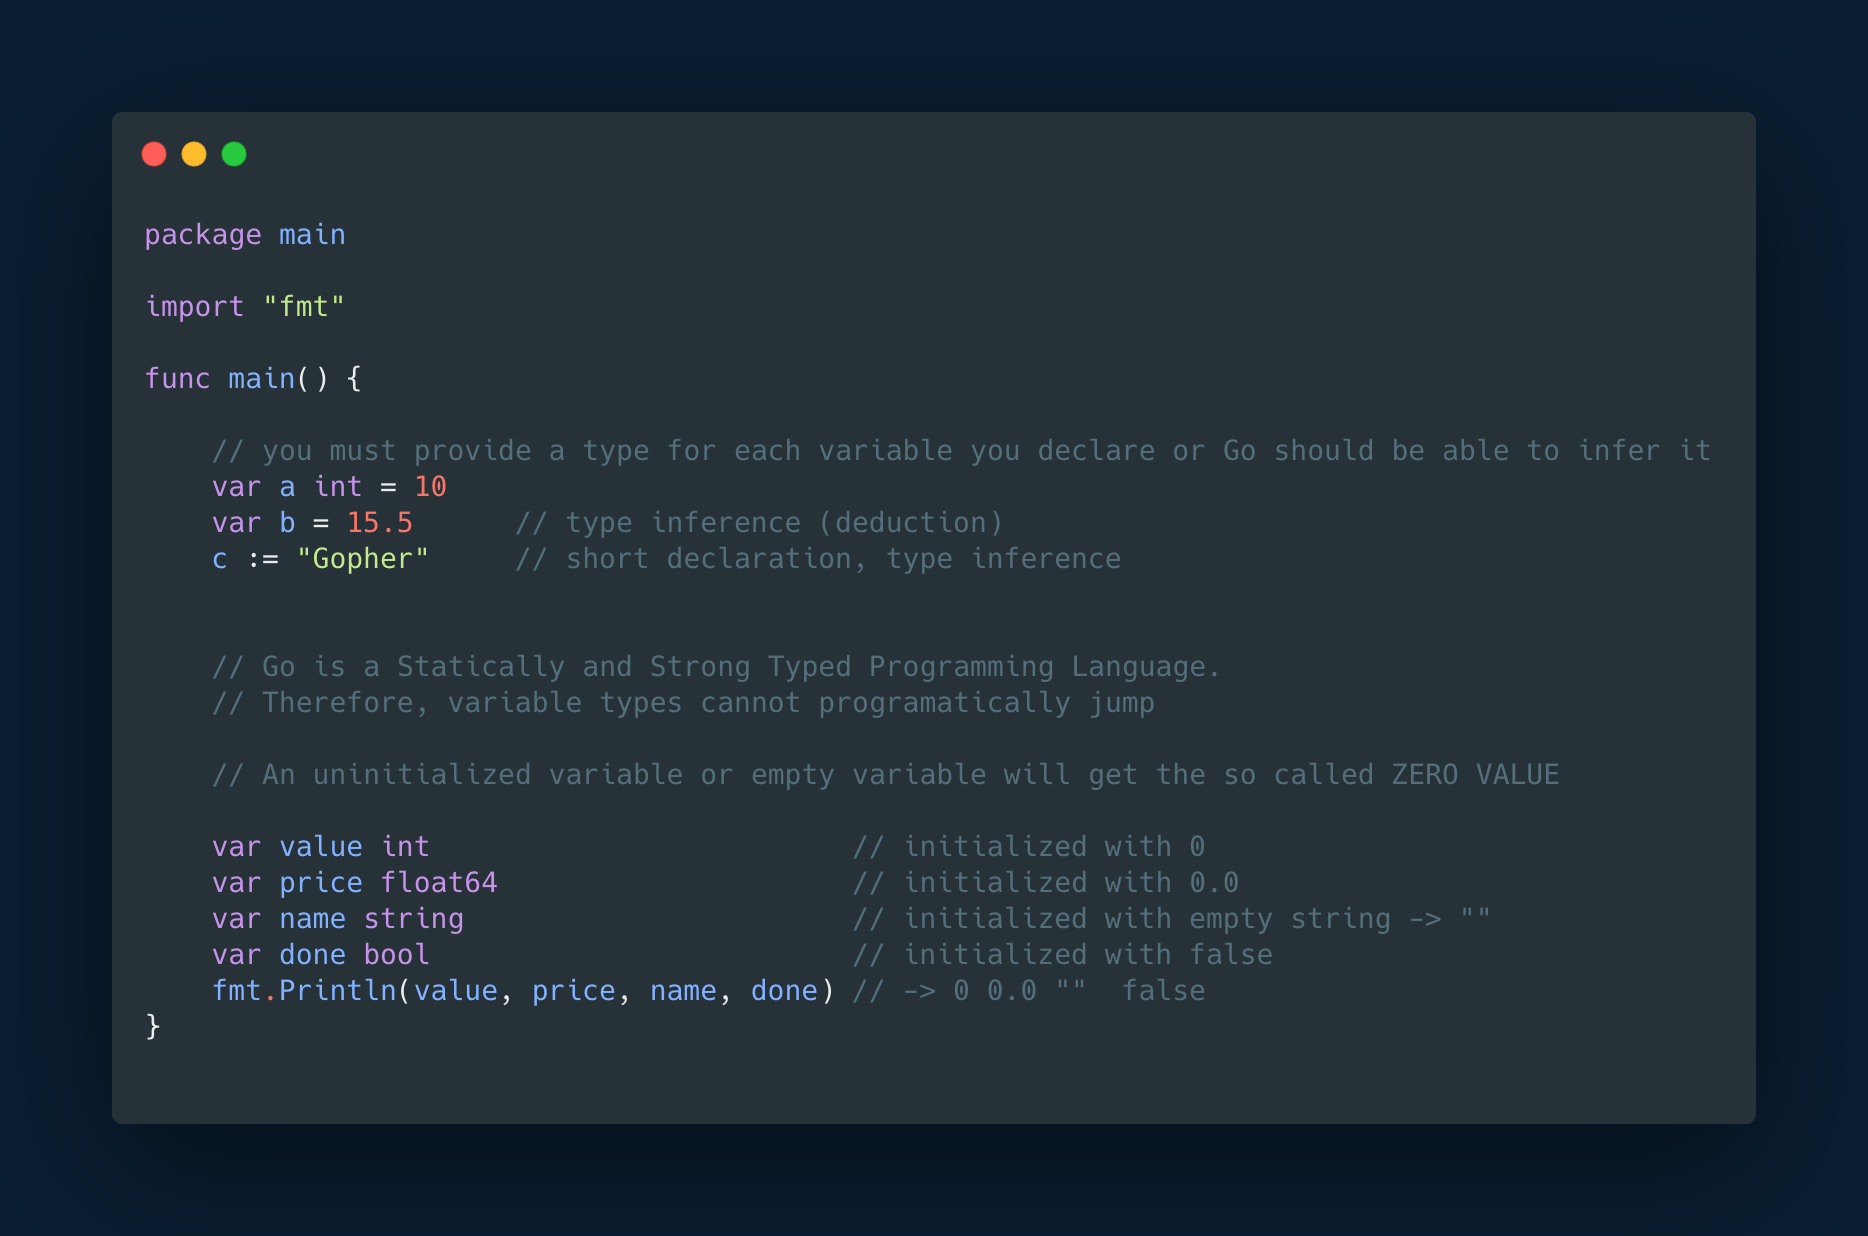 package main
import "fmt"
func main() {
// you must provide a type for each variable you declare or Go should be able to infer it
var a int = 10
var b = 15.5      // type inference (deduction)
c := "Gopher"     // short declaration, type inference
// Go is a Statically and Strong Typed Programming Language.
// Therefore, variable types cannot programatically jump
// An uninitialized variable or empty variable will get the so called ZERO VALUE
var value int                         // initialized with 0
var price float64                     // initialized with 0.0
var name string                       // initialized with empty string -> ""
var done bool                         // initialized with false
fmt.Println(value, price, name, done) // -> 0 0.0 ""  false
}